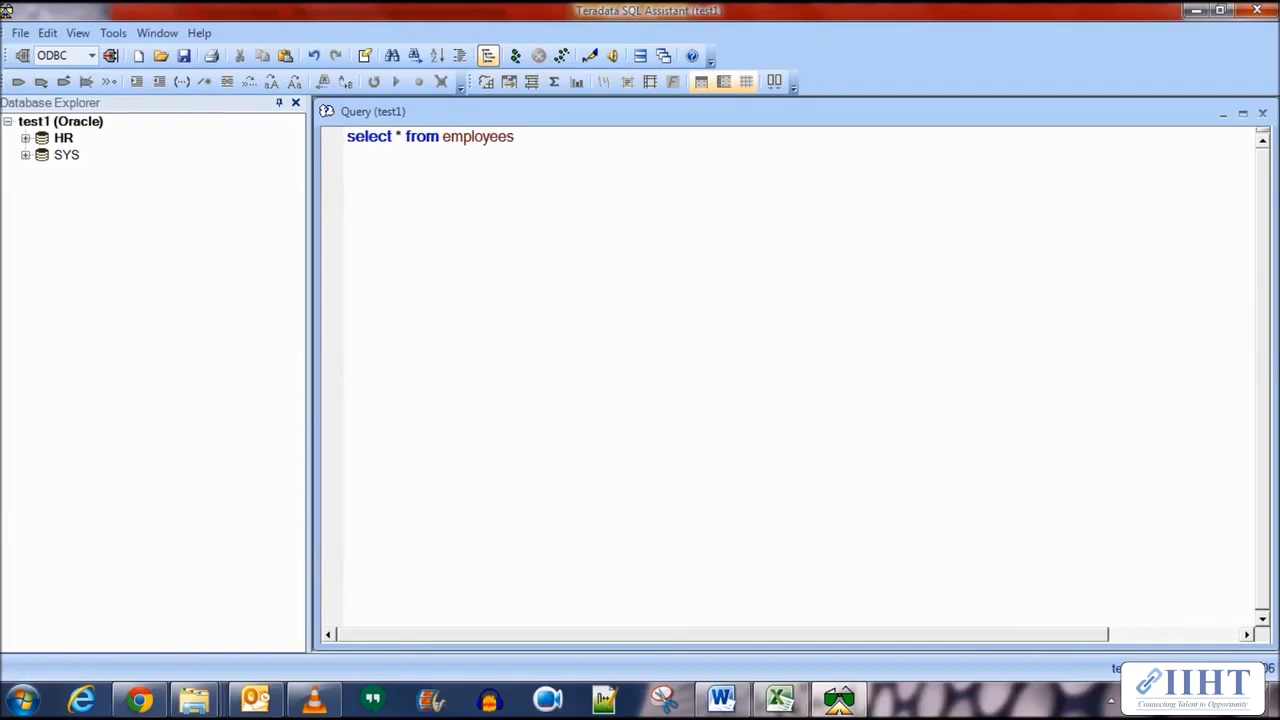 Teradata SQL Assistant (test1)
File Edit View Tools Window Help
ODBC
Database Explorer
Query (test1)
test1 (Oracle)
HR
SYS
select * from employees
IIHT
Connecting Talent to Opportunity